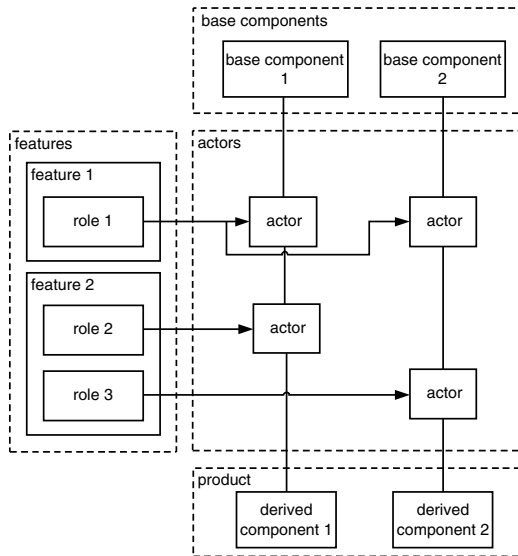 base components
base component
1
base component
2
features
actors
feature 1
role 1
actor
actor
feature 2
role 2
actor
role 3
actor
product
derived
component 1
derived
component 2